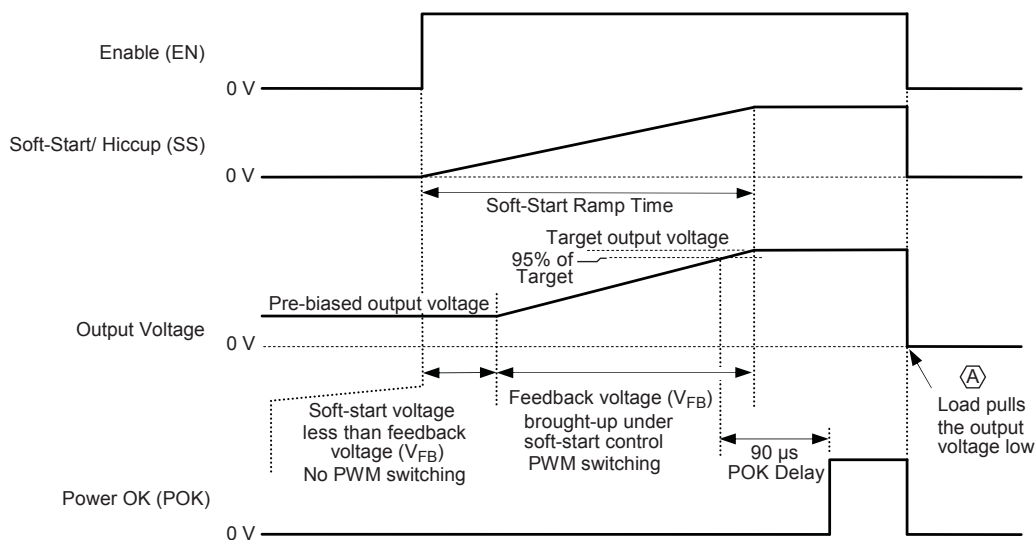 Enable (EN)
0 V
Soft-Start/ Hiccup (SS)
0 V
Soft-Start Ramp Time
Target output voltage
95% of
Target
Pre-biased output voltage
Output Voltage
0 V
Soft-start voltage
less than feedback
voltage (VFB)
No PWM switching
Feedback voltage (VFB)
brought-up under
soft-start control
PWM switching
90 µs
POK Delay
A
Load pulls
the output
voltage low
Power OK (POK)
0 V